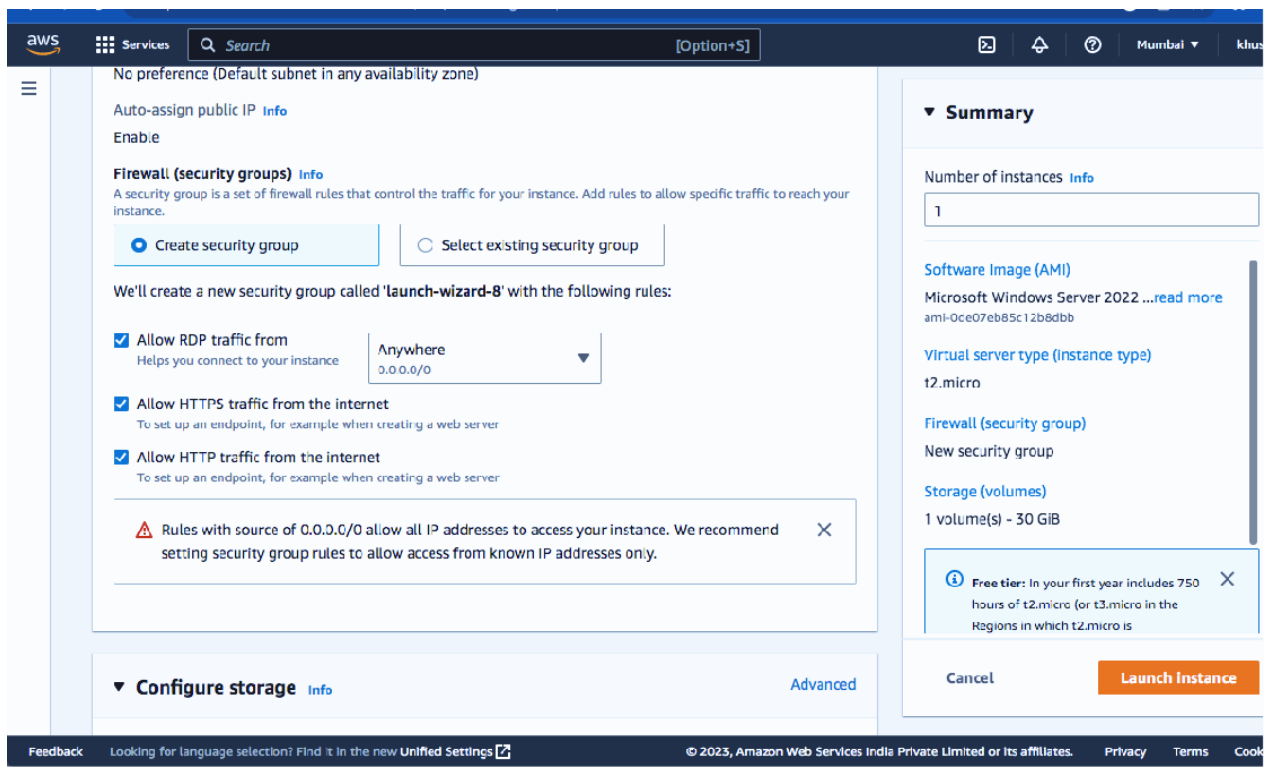 aws
Services
Search
[Option+S]
Mumbai
khus
No preference (Default subnet in any availability zone)
Auto-assign public IP Info
Enable
Firewall (security groups) Info
A security group is a set of firewall rules that control the traffic for your instance. Add rules to allow specific traffic to reach your
instance.
Create security group
Select existing security group
We'll create a new security group called 'launch-wizard-8' with the following rules:
Allow RDP traffic from
Helps you connect to your instance
Anywhere
0.0.0.0/0
Allow HTTPS traffic from the internet
To set up an endpoint, for example when creating a web server
Allow HTTP traffic from the internet
To set up an endpoint, for example when creating a web server
Rules with source of 0.0.0.0/0 allow all IP addresses to access your instance. We recommend
setting security group rules to allow access from known IP addresses only.
Configure storage Info
Advanced
Summary
Number of instances Info
1
Software Image (AMI)
Microsoft Windows Server 2022 ...read more
ami-0ce07eb85c12b8dbb
Virtual server type (instance type)
t2.micro
Firewall (security group)
New security group
Storage (volumes)
1 volume(s) - 30 GiB
Free tier: In your first year includes 750
hours of t2.micro (or t3.micro in the
Regions in which t2.micro is
Cancel
Launch instance
Feedback
Looking for language selection? Find it in the new Unified Settings
© 2023, Amazon Web Services India Private Limited or its affiliates.
Privacy
Terms
Cook